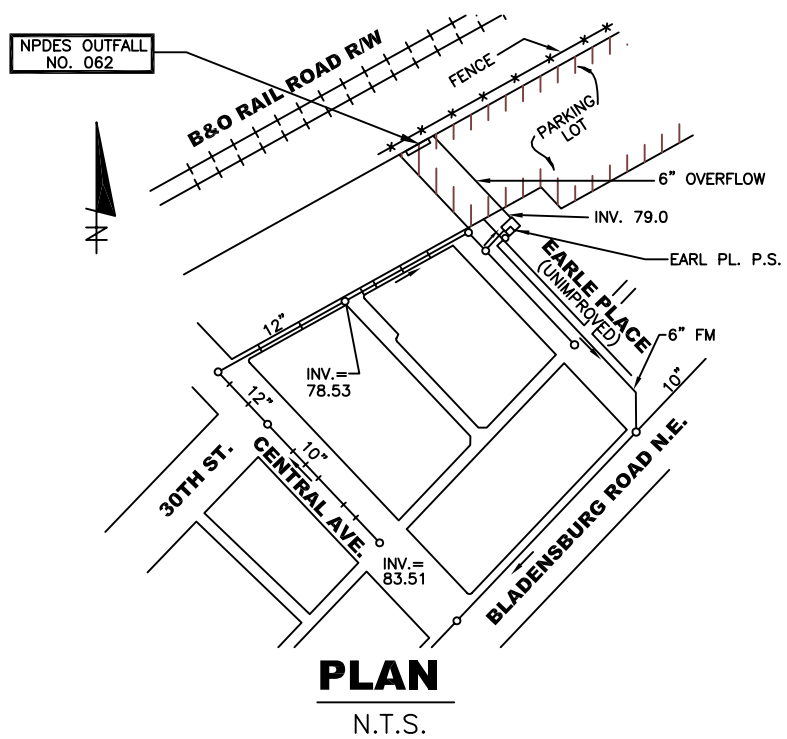 NPDES OUTFALL
NO. 062
B&O RAIL ROAD R/W
FENCE
PARKING
LOT
6" OVERFLOW
INV. 79.0
EARL PL. P.S.
EARLE PLACE
(UNIMPROVED)
6" FM
10"
N
12"
INV.=
78.53
12"
10"
30TH ST.
CENTRAL AVE.
INV.=
83.51
BLADENSBURG ROAD N.E.
PLAN
N.T.S.